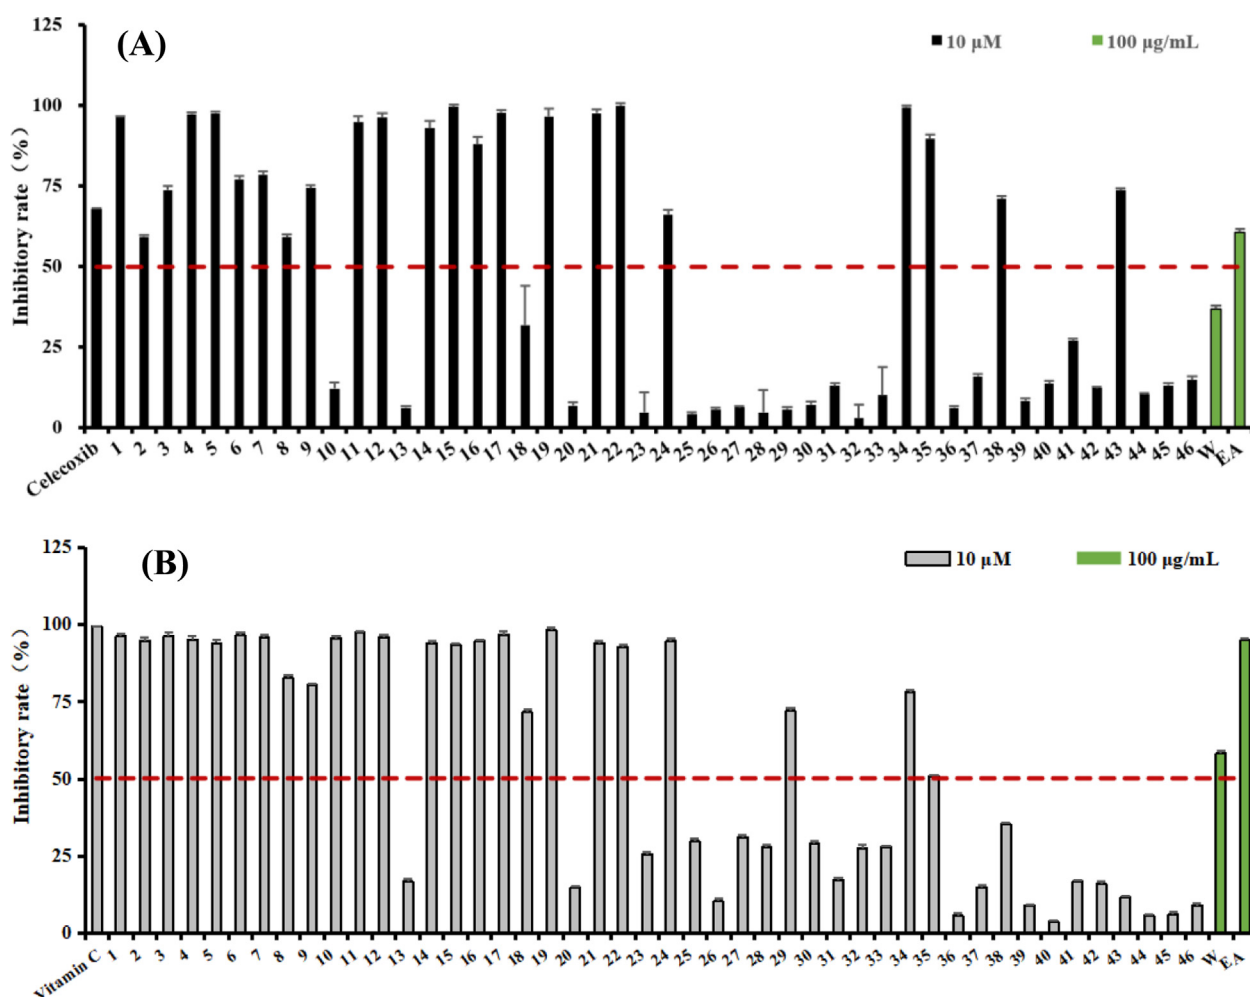 (A)
10 μM
100 μg/mL
Inhibitory rate (%)
125
100
75
50
25
0
Celecoxib 1 2 3 4 5 6 7 8 9 10 11 12 13 14 15 16 17 18 19 20 21 22 23 24 25 26 27 28 29 30 31 32 33 34 35 36 37 38 39 40 41 42 43 44 45 46 W EA
(B)
10 μM
100 μg/mL
Inhibitory rate (%)
125
100
75
50
25
0
Vitamin C 1 2 3 4 5 6 7 8 9 10 11 12 13 14 15 16 17 18 19 20 21 22 23 24 25 26 27 28 29 30 31 32 33 34 35 36 37 38 39 40 41 42 43 44 45 46 W EA